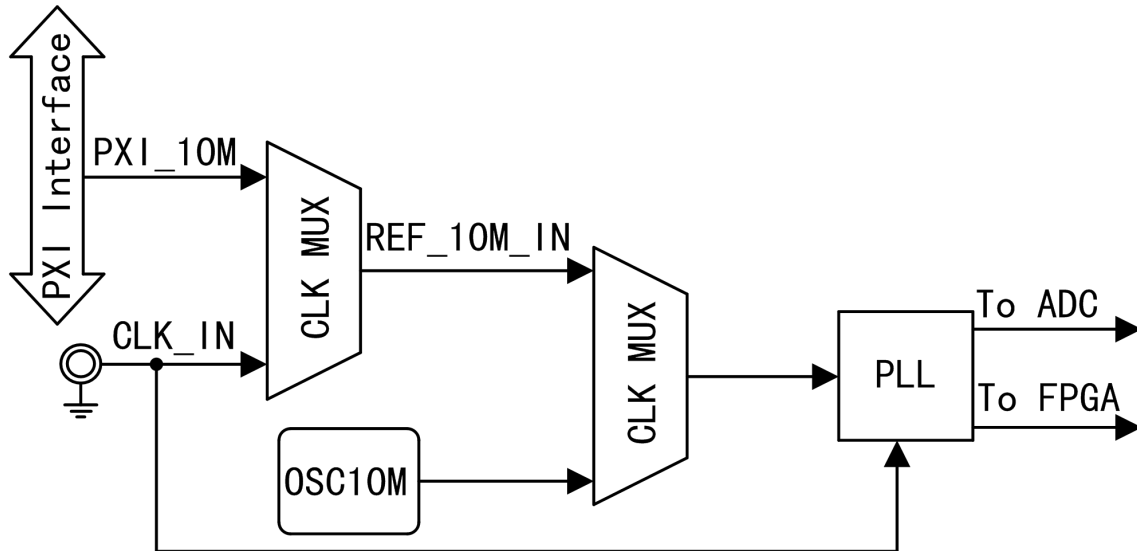 PXI Interface
PXI_10M
CLK MUX
REF_10M_IN
CLK_IN
CLK MUX
To ADC
PLL
To FPGA
OSC10M